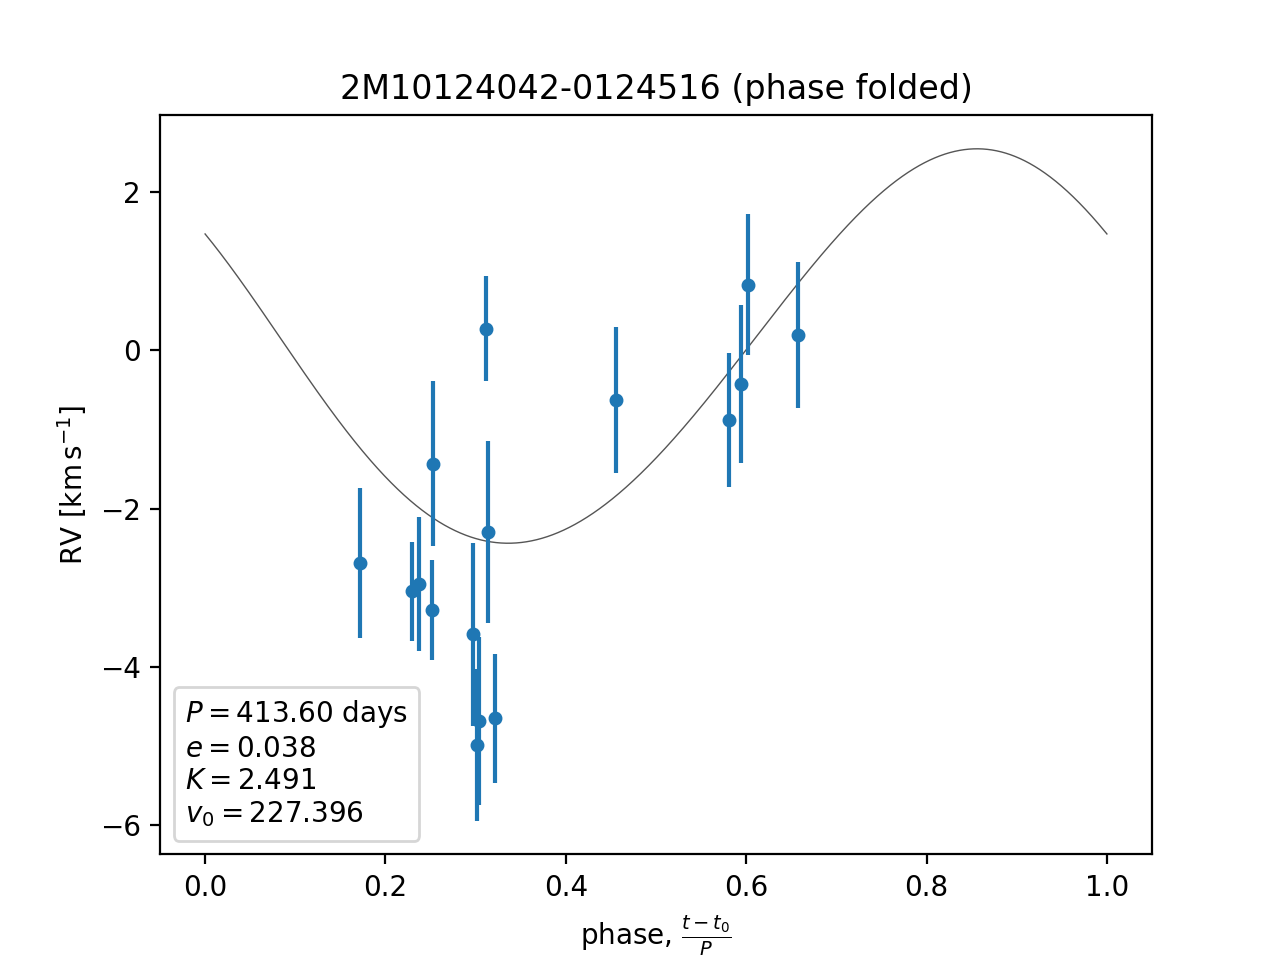 2M10124042-0124516 (phase folded)
RV [km s⁻¹]
2
0
−2
−4
−6
P = 413.60 days
e = 0.038
K = 2.491
v₀ = 227.396
0.0 0.2 0.4 0.6 0.8 1.0
phase, (t − t₀)/P